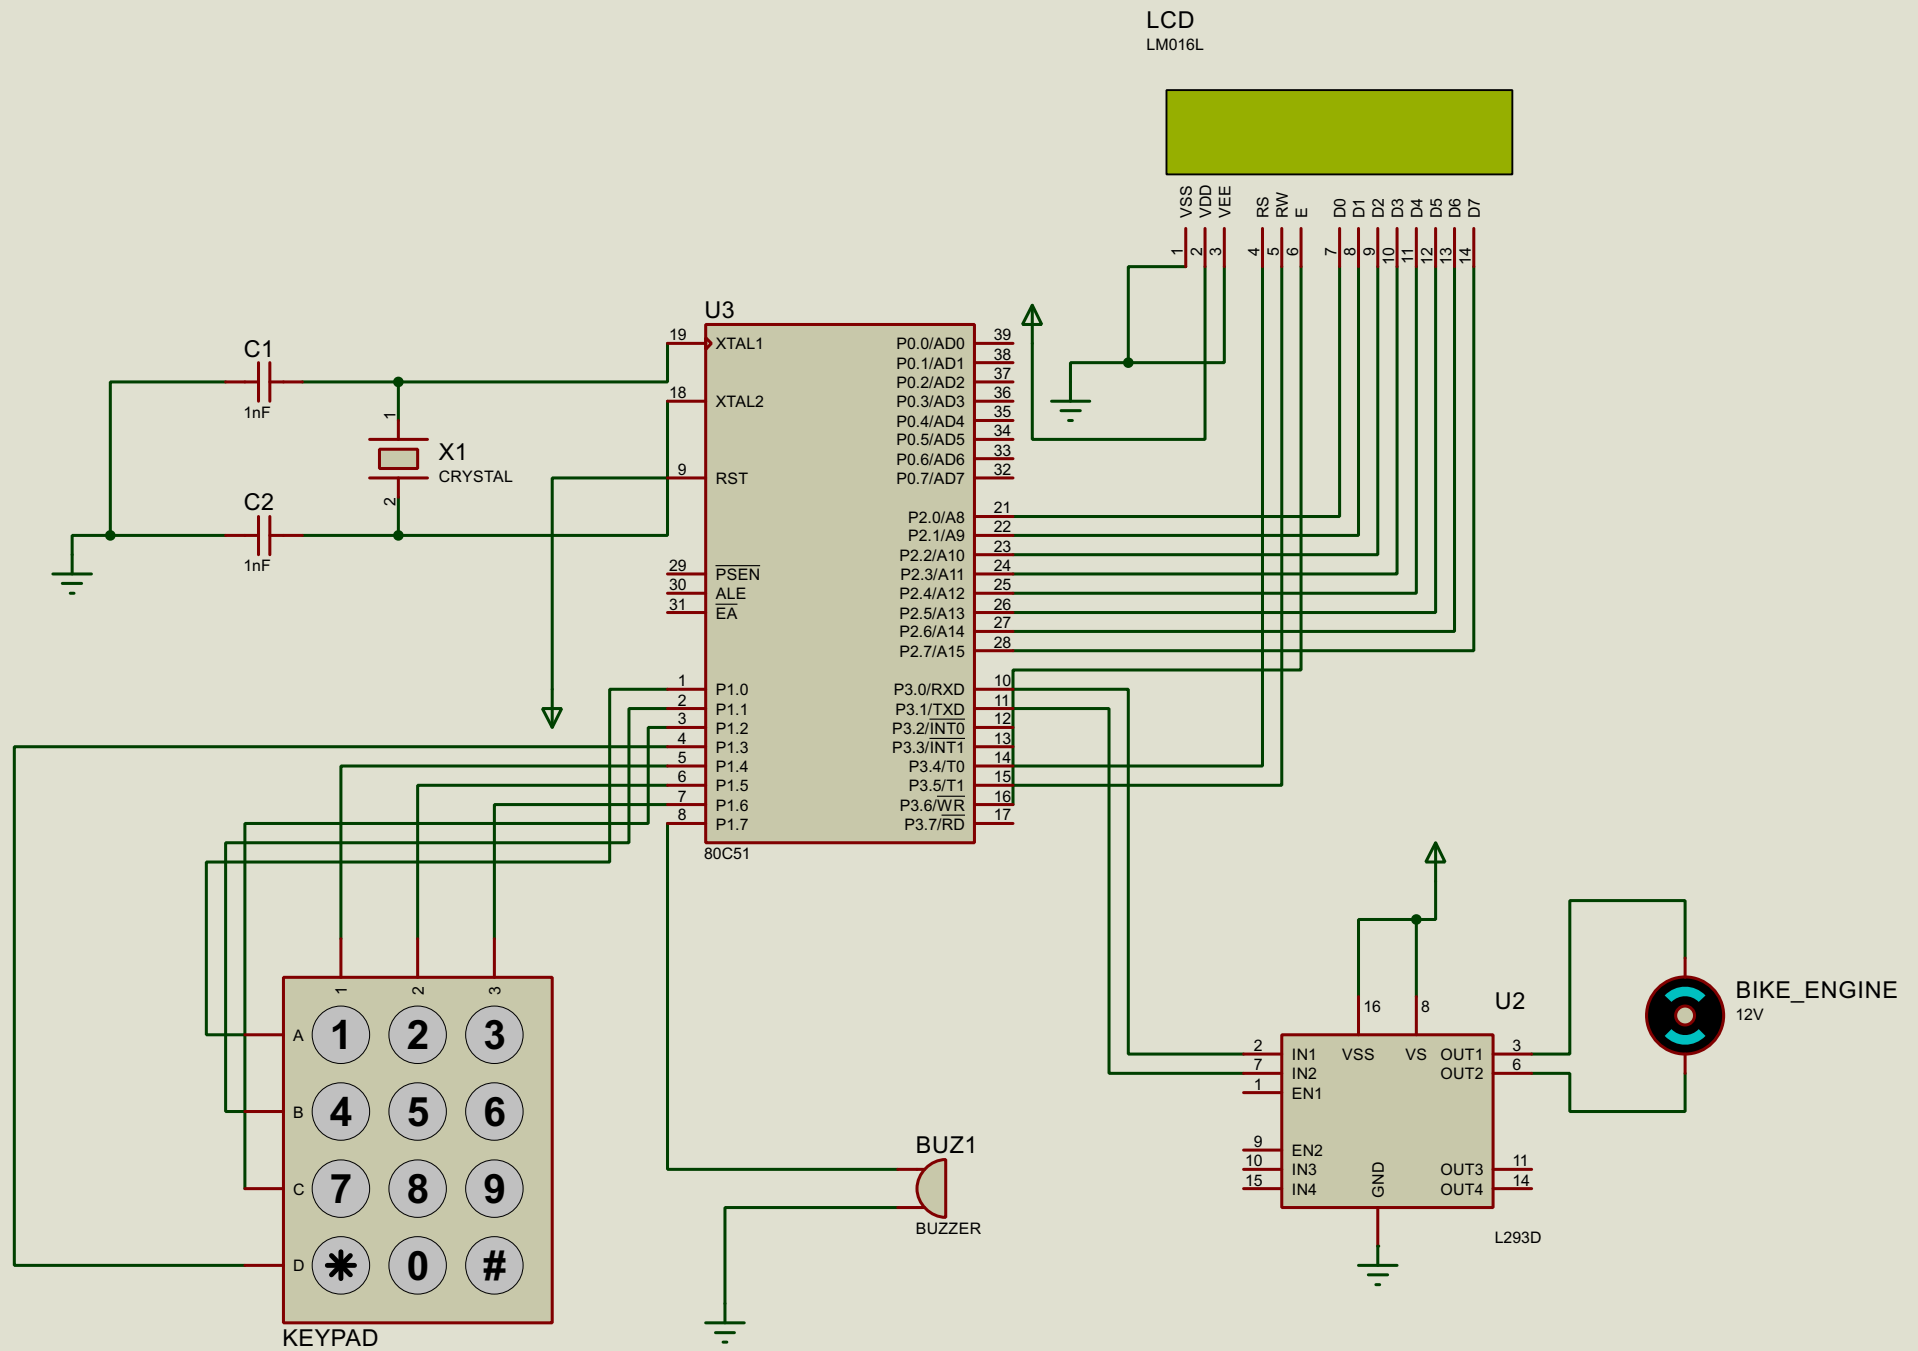 LCD
LM016L
VSS
VDD
VEE
RS
RW
E
D0
D1
D2
D3
D4
D5
D6
D7
1
2
3
4
5
6
7
8
9
10
11
12
13
14
U3
19 XTAL1 P0.0/AD0 39
P0.1/AD1 38
P0.2/AD2 37
18 XTAL2 P0.3/AD3 36
P0.4/AD4 35
P0.5/AD5 34
P0.6/AD6 33
9 RST P0.7/AD7 32
P2.0/A8 21
P2.1/A9 22
P2.2/A10 23
29 PSEN P2.3/A11 24
30 ALE P2.4/A12 25
31 EA P2.5/A13 26
P2.6/A14 27
P2.7/A15 28
1 P1.0 P3.0/RXD 10
2 P1.1 P3.1/TXD 11
3 P1.2 P3.2/INT0 12
4 P1.3 P3.3/INT1 13
5 P1.4 P3.4/T0 14
6 P1.5 P3.5/T1 15
7 P1.6 P3.6/WR 16
8 P1.7 P3.7/RD 17
80C51
C1
1nF
1
X1
CRYSTAL
2
C2
1nF
1 2 3
A 1 2 3
B 4 5 6
C 7 8 9
D * 0 #
KEYPAD
BUZ1
BUZZER
U2
16 8
2 IN1 VSS VS OUT1 3
7 IN2 OUT2 6
1 EN1
9 EN2
10 IN3 OUT3 11
15 IN4 OUT4 14
GND
L293D
BIKE_ENGINE
12V